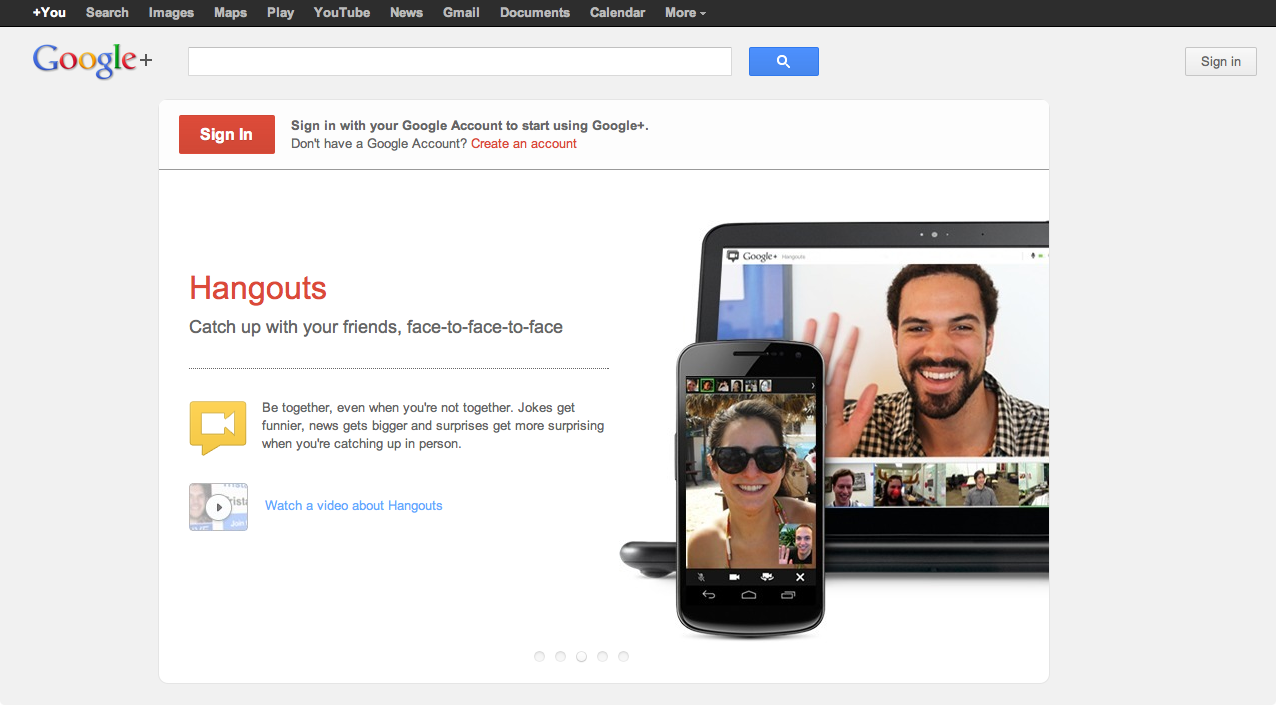 +You Search Images Maps Play YouTube News Gmail Documents Calendar More
Google+
Sign in
Sign In
Sign in with your Google Account to start using Google+.
Don't have a Google Account? Create an account
Google+ Hangouts
Hangouts
Catch up with your friends, face-to-face-to-face
Be together, even when you're not together. Jokes get
funnier, news gets bigger and surprises get more surprising
when you're catching up in person.
Watch a video about Hangouts